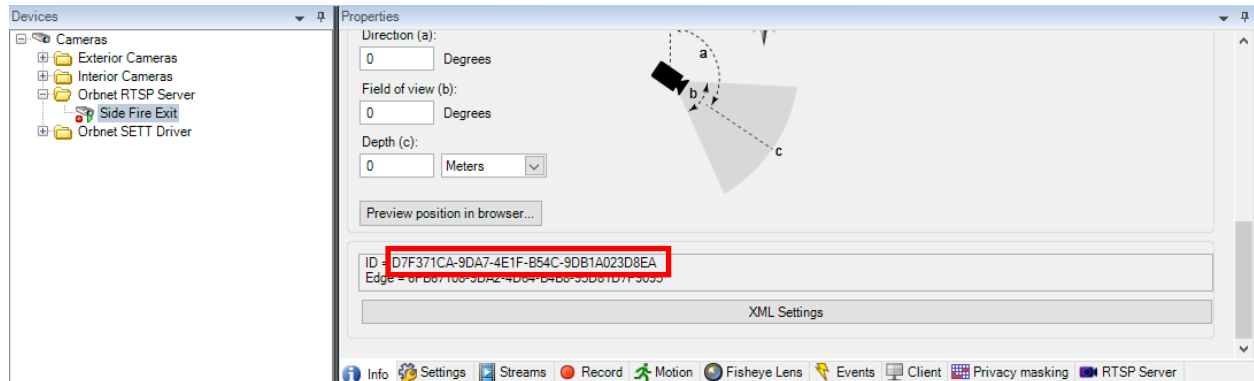 Devices
Cameras
Exterior Cameras
Interior Cameras
Orbnet RTSP Server
Side Fire Exit
Orbnet SETT Driver
Properties
Direction (a):
0 Degrees
Field of view (b):
0 Degrees
Depth (c):
0 Meters
a
b
c
Preview position in browser...
ID = D7F371CA-9DA7-4E1F-B54C-9DB1A023D8EA
Edge =
XML Settings
Info Settings Streams Record Motion Fisheye Lens Events Client Privacy masking RTSP Server